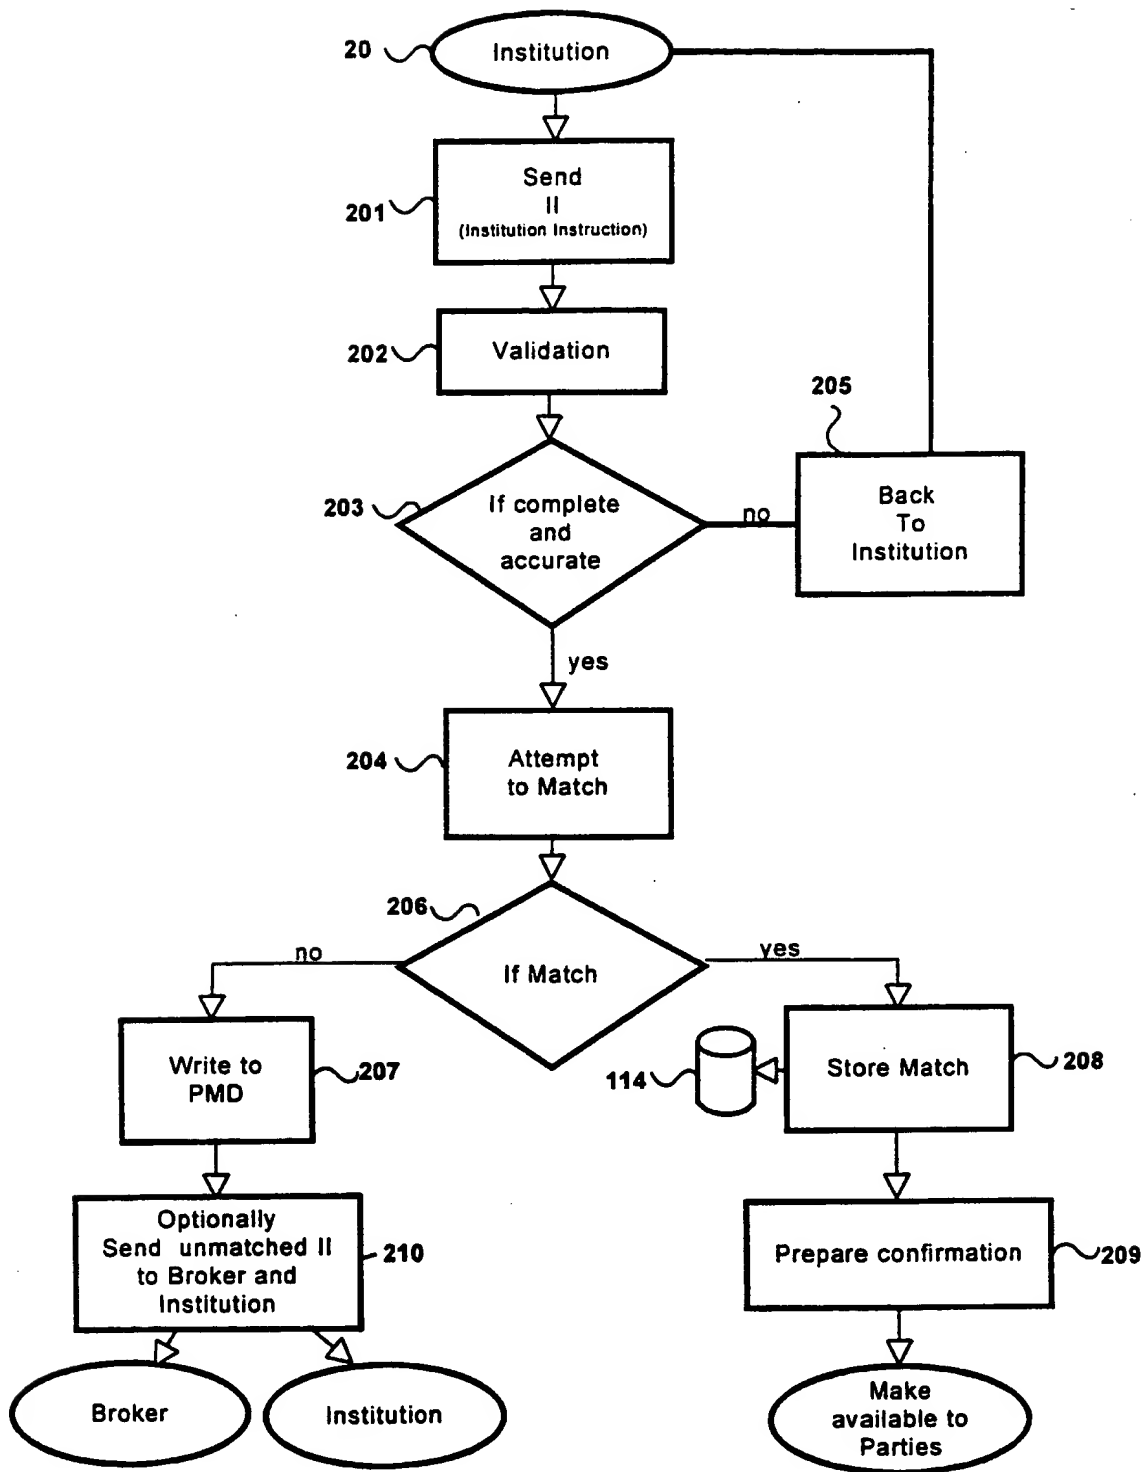 20
Institution
201
Send
II
(Institution Instruction)
202
Validation
205
203
If complete
and
accurate
no
Back
To
Institution
yes
204
Attempt
to Match
206
no
If Match
yes
Write to
PMD
207
114
Store Match
208
Optionally
Send unmatched II
to Broker and
Institution
210
Prepare confirmation
209
Broker
Institution
Make
available to
Parties